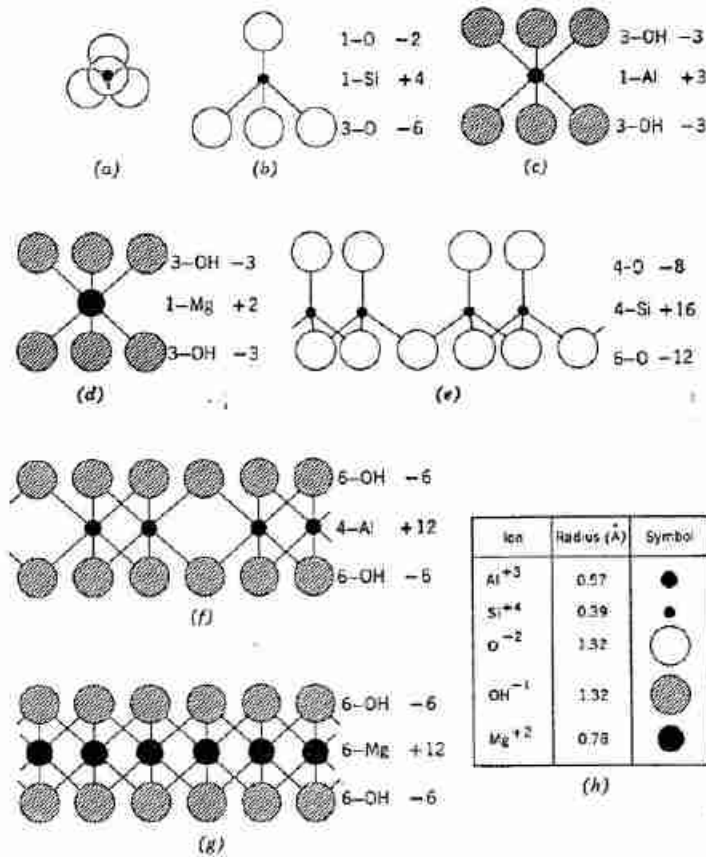 1-O -2
1-Si +4
3-O -6
3-OH -3
1-Al +3
3-OH -3
(a)
(b)
(c)
3-OH -3
1-Mg +2
3-OH -3
4-O -8
4-Si +16
6-O -12
(d)
(e)
6-OH -6
4-Al +12
6-OH -6
(f)
6-OH -6
6-Mg +12
6-OH -6
(g)
Ion Radius (Å) Symbol
Al+3 0.57
Si+4 0.39
O-2 1.32
OH-1 1.32
Mg+2 0.78
(h)